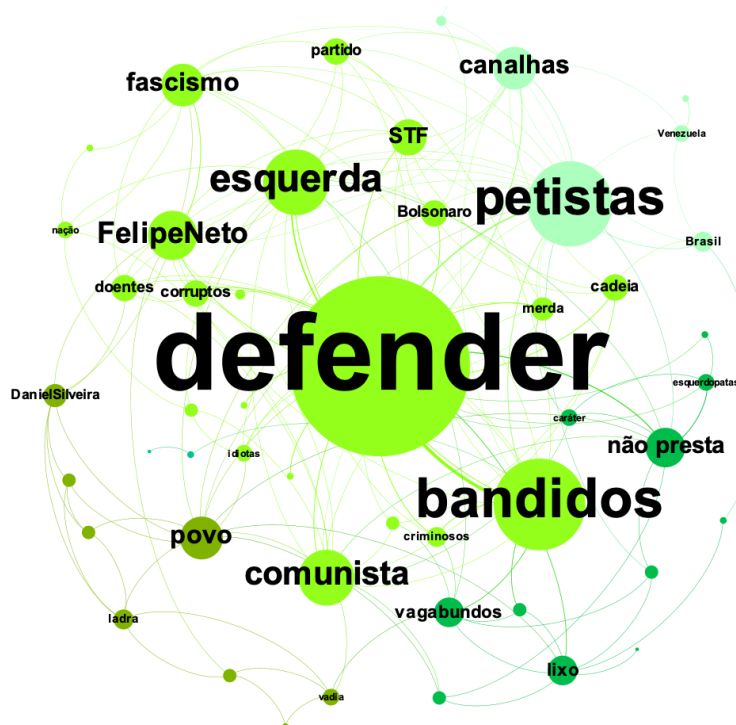 partido
canalhas
fascismo
STF
Venezuela
esquerda
petistas
Bolsonaro
nação
FelipeNeto
Brasil
doentes
corruptos
cadeia
merda
defender
esquerdopatas
DanielSilveira
caráter
não presta
idiotas
bandidos
povo
criminosos
comunista
vagabundos
ladra
lixo
vadia